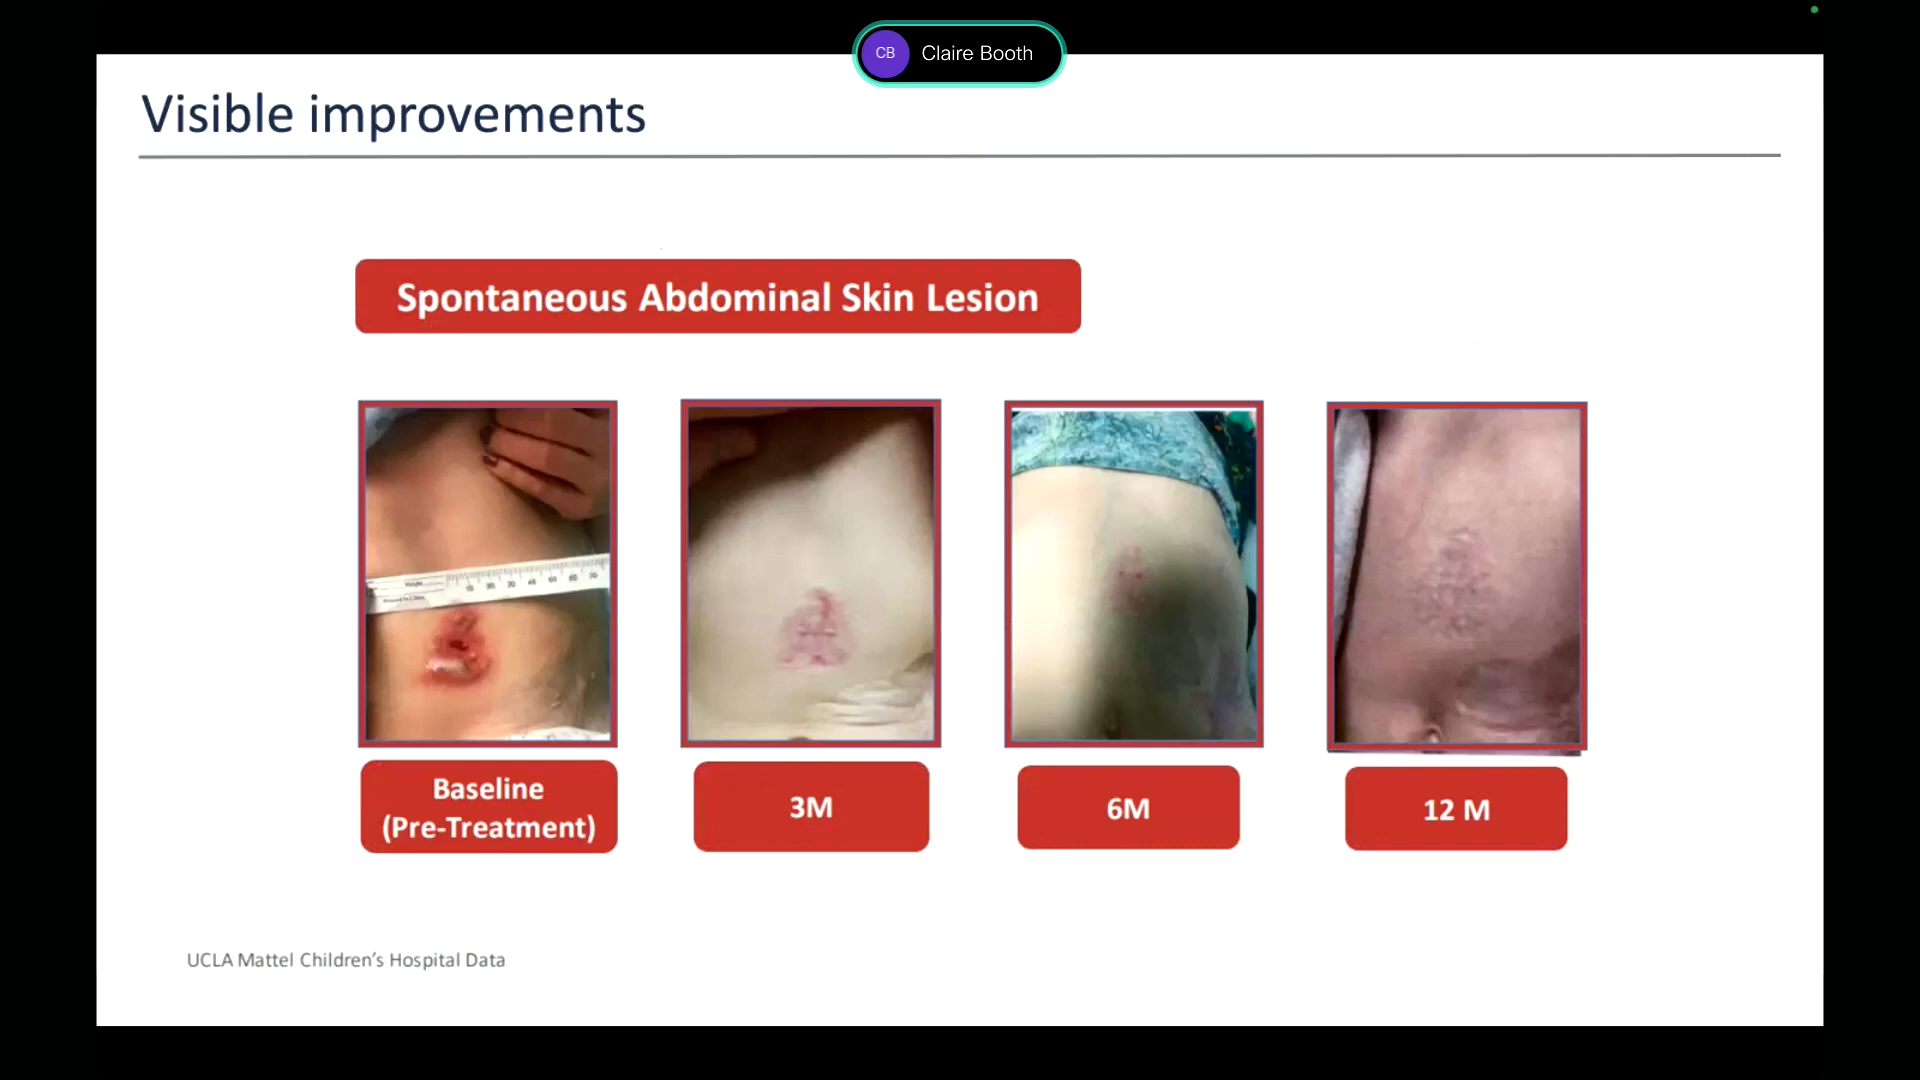 CB Claire Booth
Visible improvements
Spontaneous Abdominal Skin Lesion
Baseline
(Pre-Treatment)
3M
6M
12 M
UCLA Mattel Children's Hospital Data